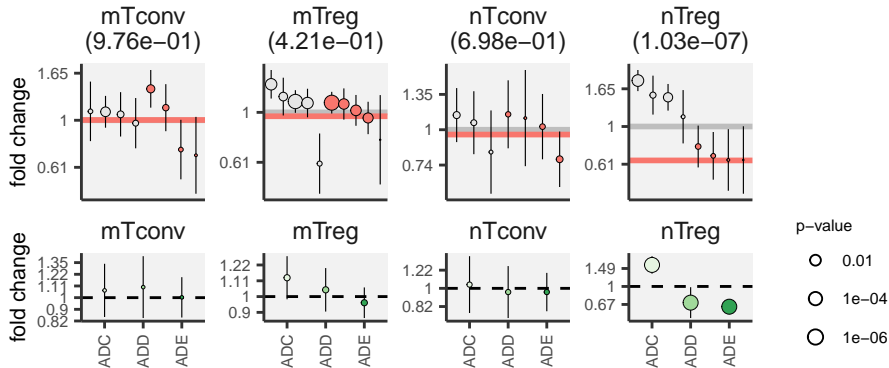 mTconv
(9.76e−01)
mTreg
(4.21e−01)
nTconv
(6.98e−01)
nTreg
(1.03e−07)
fold change
1.65
1
0.61
1
0.61
1.35
1
0.74
1.65
1
0.61
mTconv
mTreg
nTconv
nTreg
fold change
1.35
1.22
1.11
1
0.9
0.82
1.22
1.11
1
0.9
1.22
1
0.82
1.49
1
0.67
ADC
ADD
ADE
ADC
ADD
ADE
ADC
ADD
ADE
ADC
ADD
ADE
p−value
0.01
1e−04
1e−06